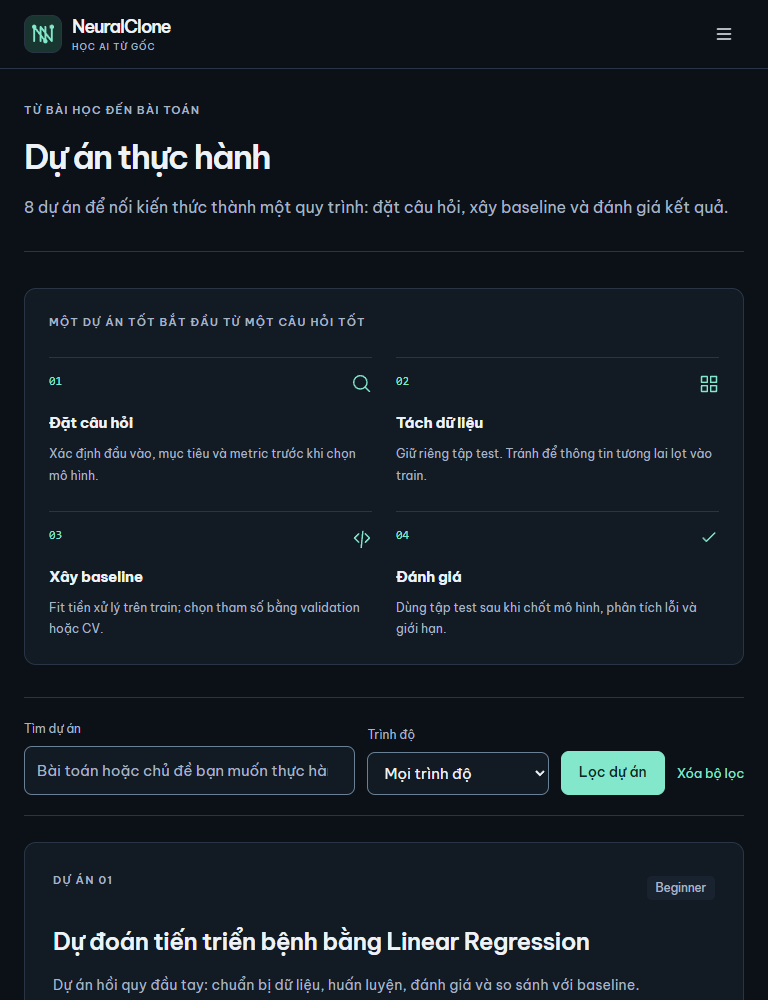 NeuralClone
HỌC AI TỪ GỐC
TỪ BÀI HỌC ĐẾN BÀI TOÁN
Dự án thực hành
8 dự án để nối kiến thức thành một quy trình: đặt câu hỏi, xây baseline và đánh giá kết quả.
MỘT DỰ ÁN TỐT BẮT ĐẦU TỪ MỘT CÂU HỎI TỐT
01
Đặt câu hỏi
Xác định đầu vào, mục tiêu và metric trước khi chọn
mô hình.
02
Tách dữ liệu
Giữ riêng tập test. Tránh để thông tin tương lai lọt vào
train.
03
Xây baseline
Fit tiền xử lý trên train; chọn tham số bằng validation
hoặc CV.
04
Đánh giá
Dùng tập test sau khi chốt mô hình, phân tích lỗi và
giới hạn.
Tìm dự án
Bài toán hoặc chủ đề bạn muốn thực hà
Trình độ
Mọi trình độ
Lọc dự án
Xóa bộ lọc
DỰ ÁN 01
Beginner
Dự đoán tiến triển bệnh bằng Linear Regression
Dự án hồi quy đầu tay: chuẩn bị dữ liệu, huấn luyện, đánh giá và so sánh với baseline.